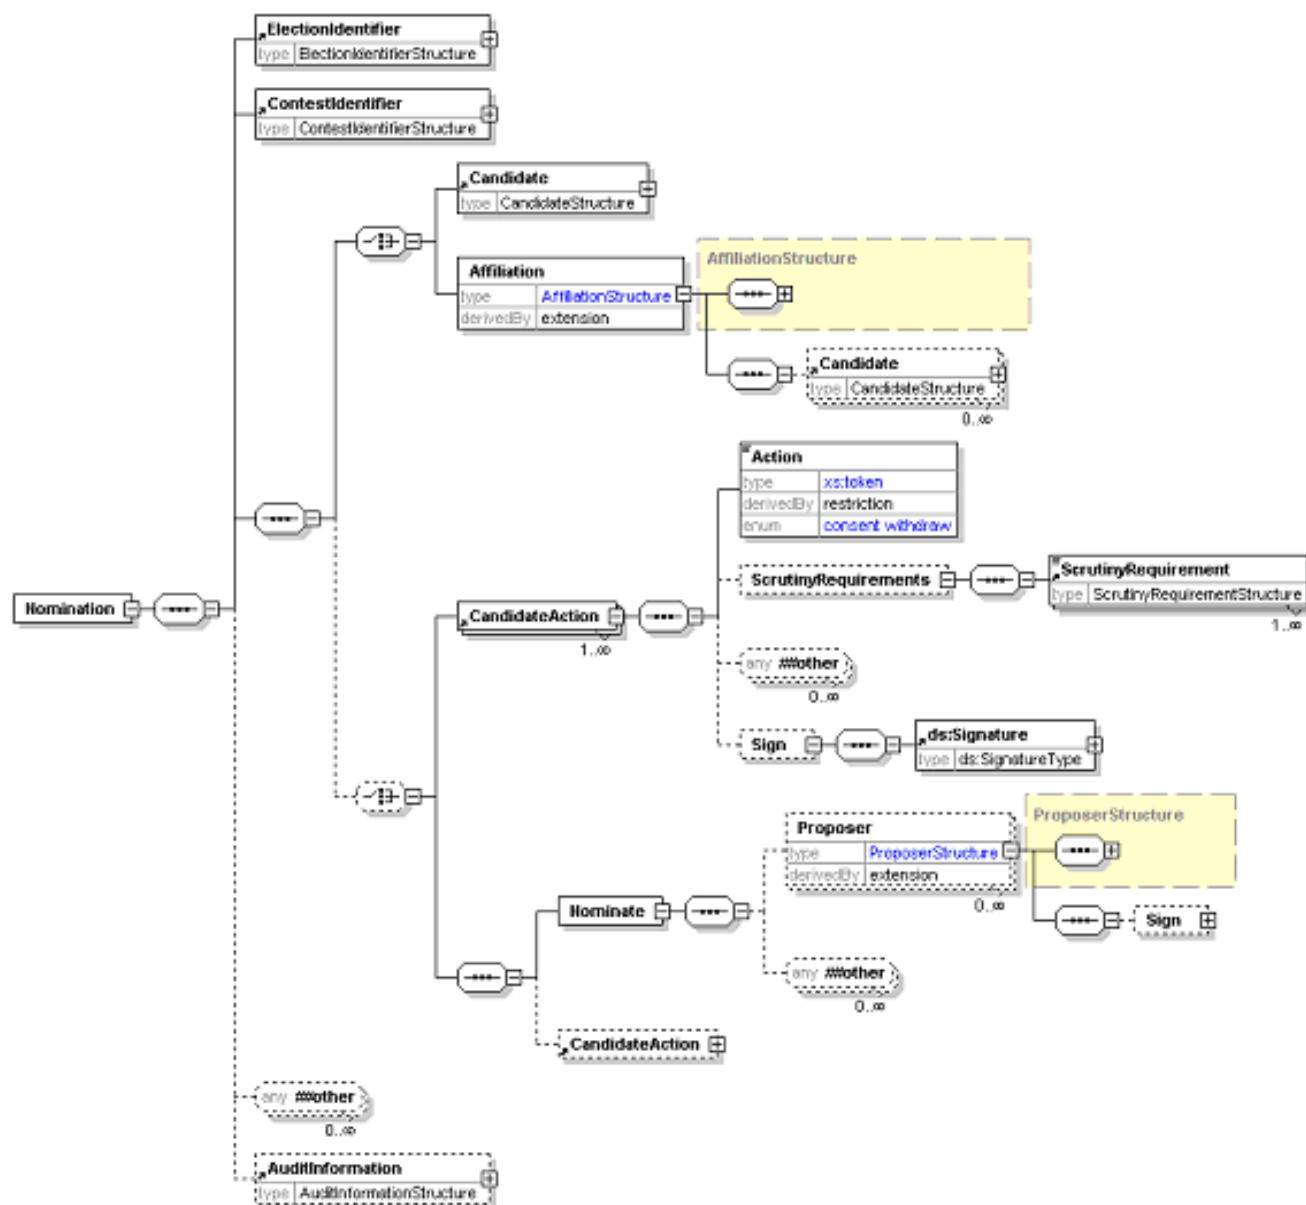 ElectionIdentifier
type ElectionIdentifierStructure
ContestIdentifier
type ContestIdentifierStructure
Candidate
type CandidateStructure
Affiliation
type AffiliationStructure
derivedBy extension
AffiliationStructure
Candidate
type CandidateStructure
0..∞
Action
type xs:token
derivedBy restriction
enum consent withdraw
ScrutinyRequirements
ScrutinyRequirement
type ScrutinyRequirementStructure
1..∞
Nomination
CandidateAction
1..∞
any ##other
0..∞
Sign
ds:Signature
type ds:SignatureType
Proposer
type ProposerStructure
derivedBy extension
0..∞
ProposerStructure
Sign
Nominate
any ##other
0..∞
CandidateAction
any ##other
0..∞
AuditInformation
type AuditInformationStructure